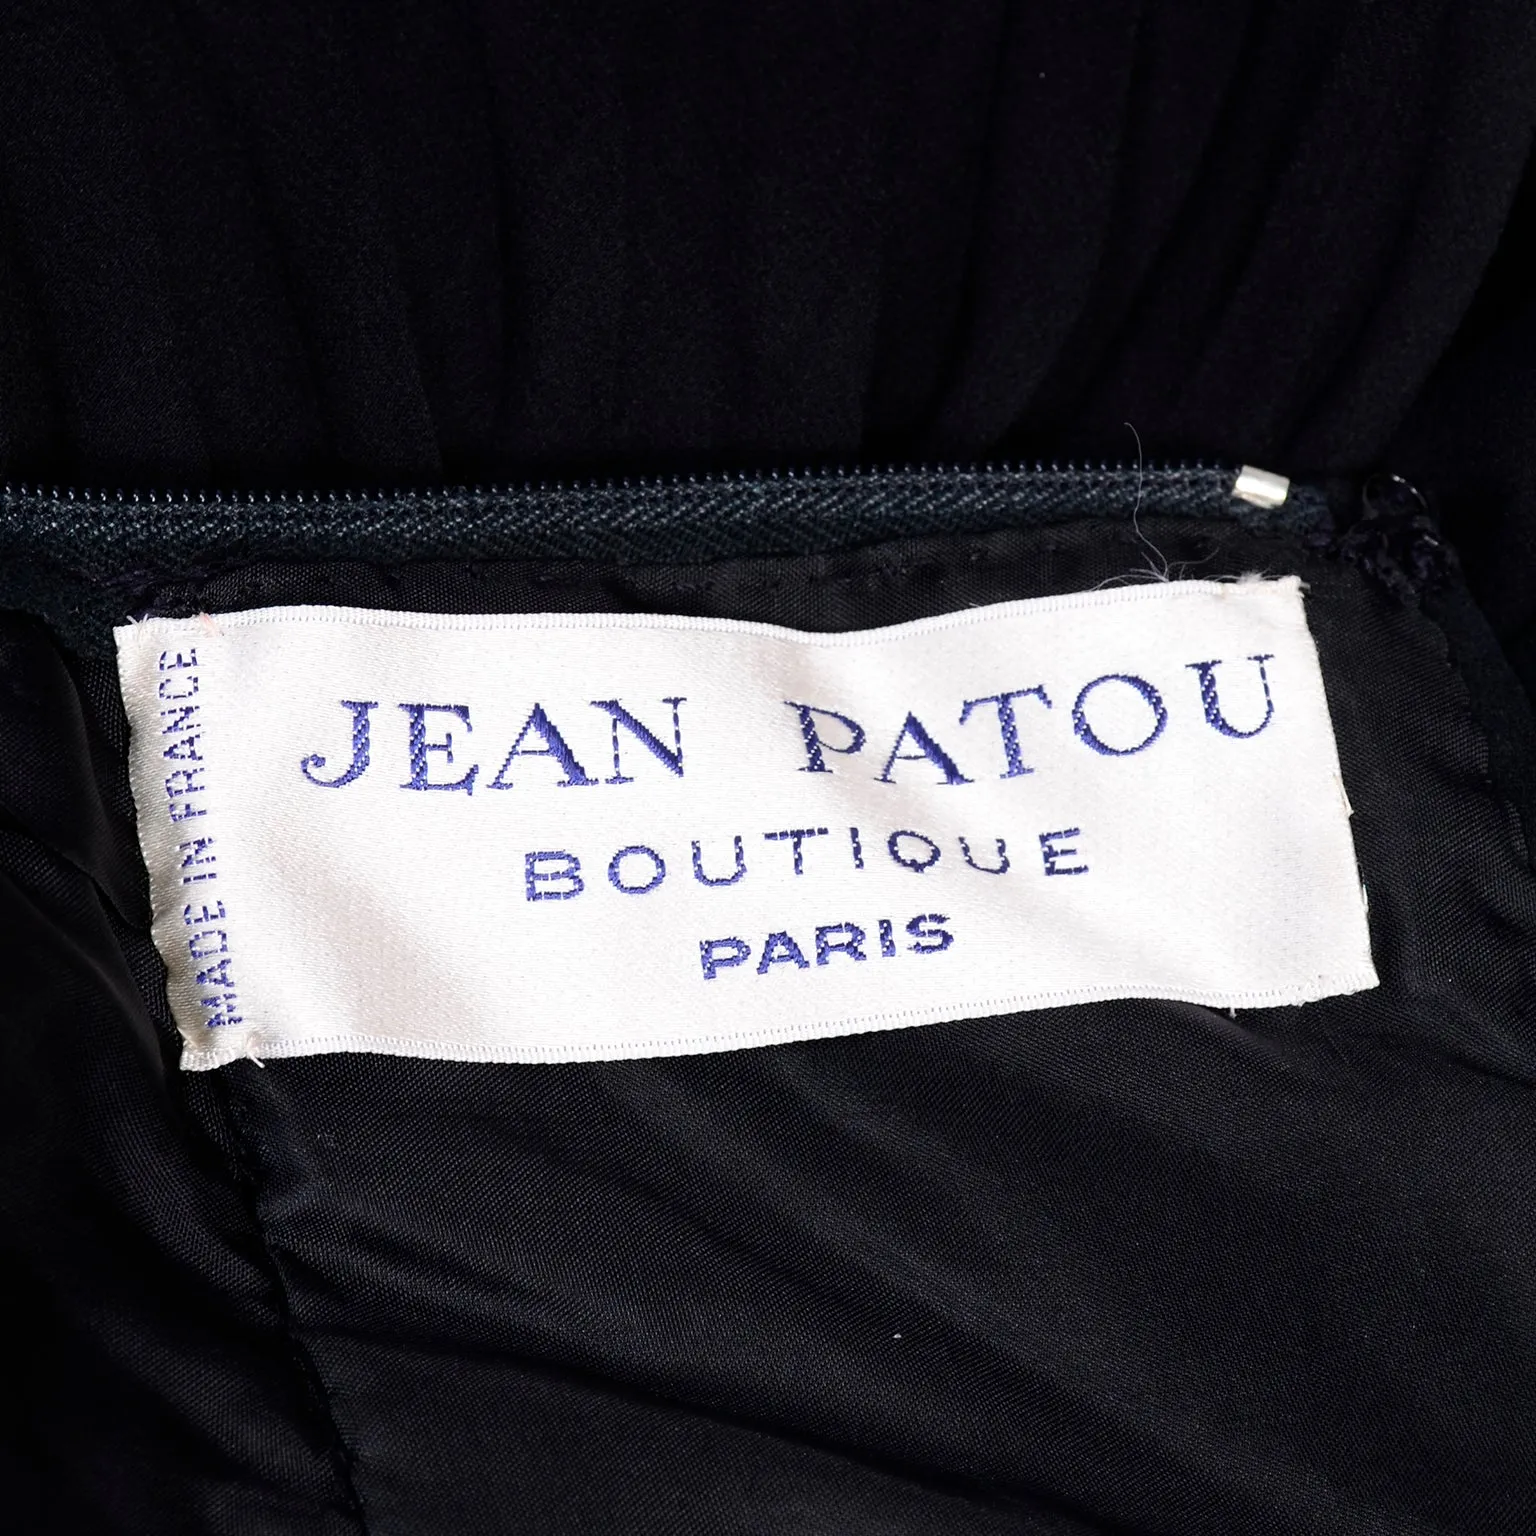 JEAN PATOU
BOUTIQUE
PARIS
MADE IN FRANCE